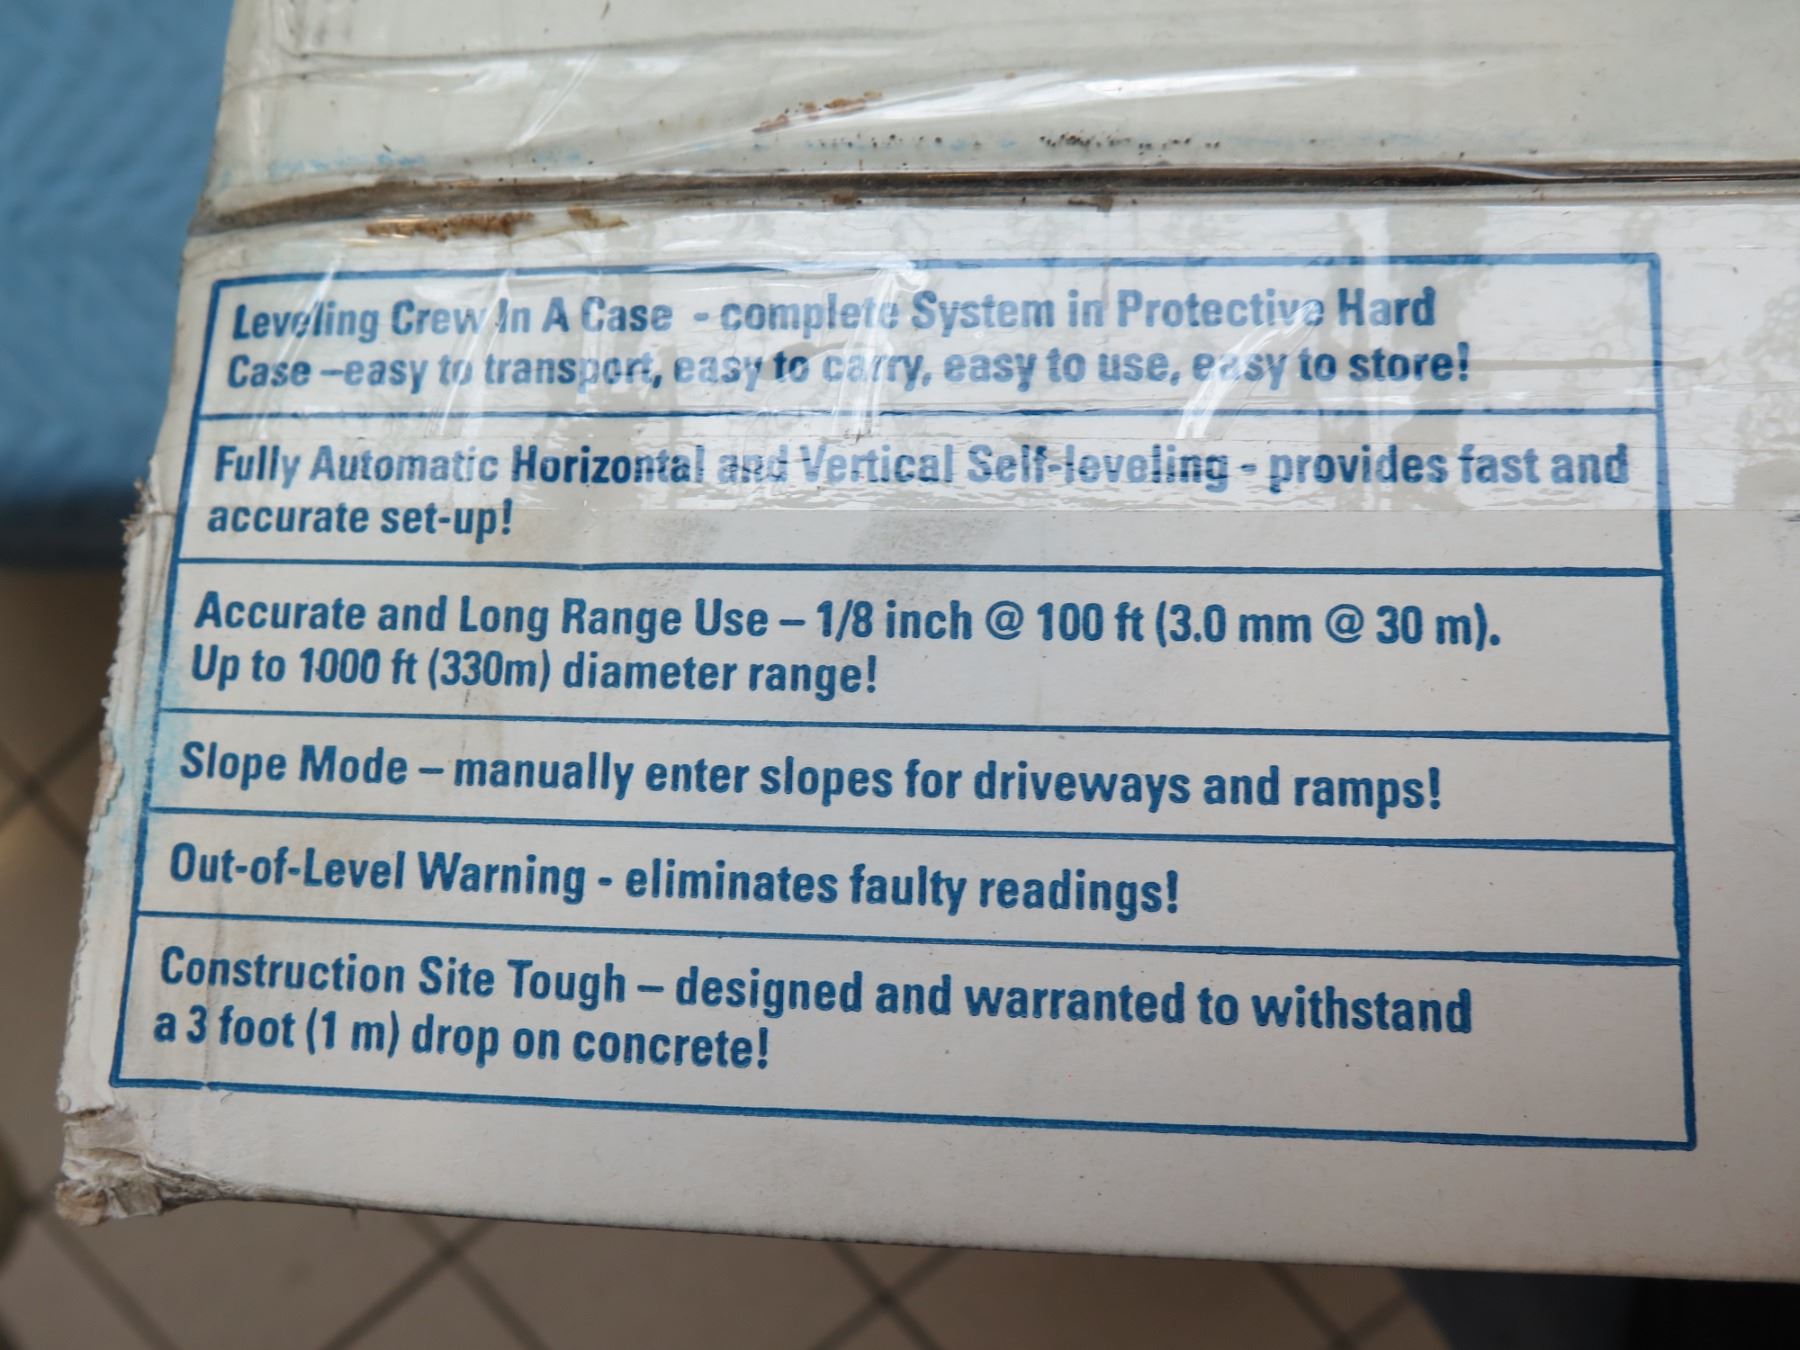 Leveling Crew In A Case - complete System in Protective Hard
Case –easy to transport, easy to carry, easy to use, easy to store!
Fully Automatic Horizontal and Vertical Self-leveling - provides fast and
accurate set-up!
Accurate and Long Range Use – 1/8 inch @ 100 ft (3.0 mm @ 30 m).
Up to 1000 ft (330m) diameter range!
Slope Mode – manually enter slopes for driveways and ramps!
Out-of-Level Warning - eliminates faulty readings!
Construction Site Tough – designed and warranted to withstand
a 3 foot (1 m) drop on concrete!